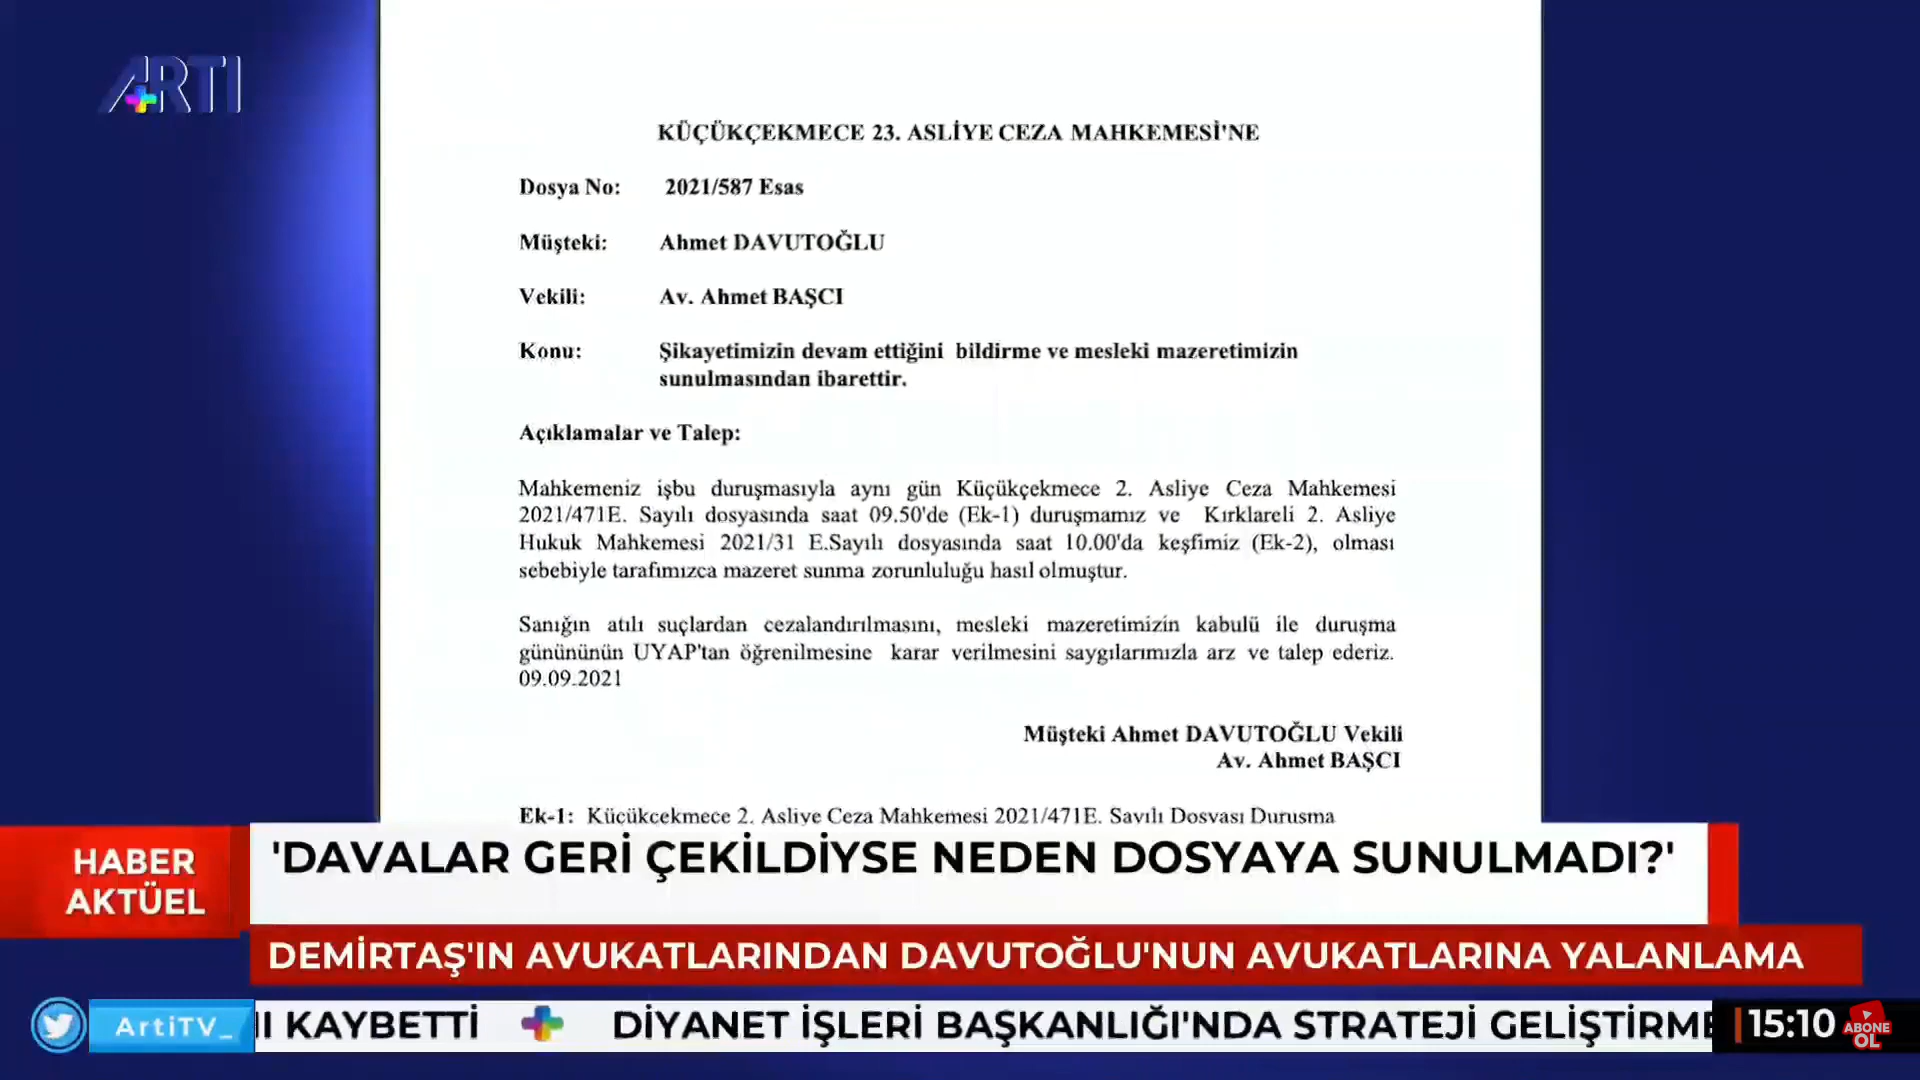 ARTI
KÜÇÜKÇEKMECE 23. ASLİYE CEZA MAHKEMESİ'NE
Dosya No: 2021/587 Esas
Müşteki: Ahmet DAVUTOĞLU
Vekili: Av. Ahmet BAŞCI
Konu: Şikayetimizin devam ettiğini bildirme ve mesleki mazeretimizin
sunulmasından ibarettir.
Açıklamalar ve Talep:
Mahkemeniz işbu duruşmasıyla aynı gün Küçükçekmece 2. Asliye Ceza Mahkemesi
2021/471E. Sayılı dosyasında saat 09.50'de (Ek-1) duruşmamız ve Kırklareli 2. Asliye
Hukuk Mahkemesi 2021/31 E.Sayılı dosyasında saat 10.00'da keşfimiz (Ek-2), olması
sebebiyle tarafımızca mazeret sunma zorunluluğu hasıl olmuştur.
Sanığın atılı suçlardan cezalandırılmasını, mesleki mazeretimizin kabulü ile duruşma
günününün UYAP'tan öğrenilmesine karar verilmesini saygılarımızla arz ve talep ederiz.
09.09.2021
Müşteki Ahmet DAVUTOĞLU Vekili
Av. Ahmet BAŞCI
Ek-1: Küçükçekmece 2. Asliye Ceza Mahkemesi 2021/471E. Sayılı Dosyası Duruşma
HABER
AKTÜEL
'DAVALAR GERİ ÇEKİLDİYSE NEDEN DOSYAYA SUNULMADI?'
DEMİRTAŞ'IN AVUKATLARINDAN DAVUTOĞLU'NUN AVUKATLARINA YALANLAMA
ArtiTV_
KAYBETTİ DİYANET İŞLERİ BAŞKANLIĞI'NDA STRATEJİ GELİŞTİRME
15:10
ABONE
OL